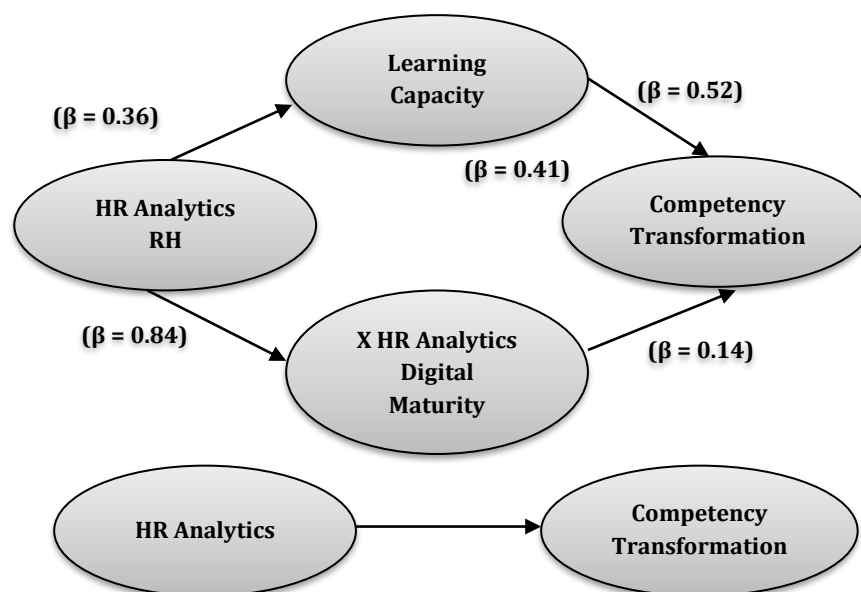 Learning
Capacity
(β = 0.36)
(β = 0.52)
(β = 0.41)
HR Analytics
RH
Competency
Transformation
(β = 0.84)
X HR Analytics
Digital
Maturity
(β = 0.14)
HR Analytics
Competency
Transformation